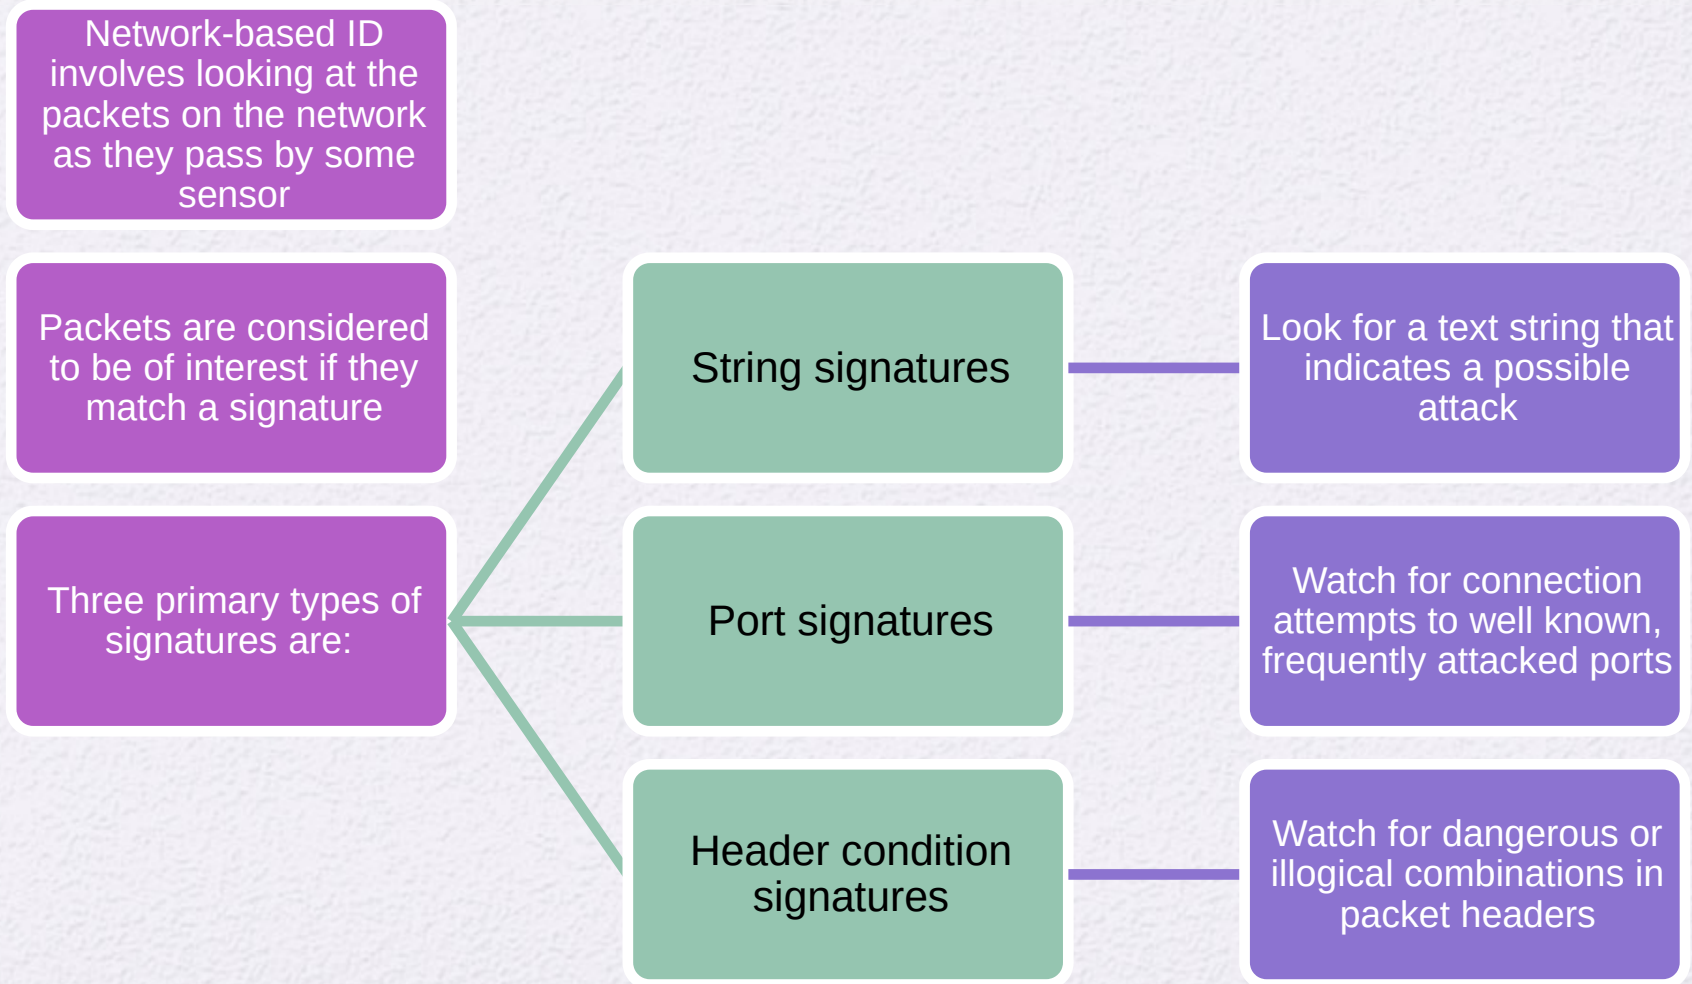 Network-based ID
involves looking at the
packets on the network
as they pass by some
sensor
Packets are considered
to be of interest if they
match a signature
Three primary types of
signatures are:
String signatures
Look for a text string that
indicates a possible
attack
Port signatures
Watch for connection
attempts to well known,
frequently attacked ports
Header condition
signatures
Watch for dangerous or
illogical combinations in
packet headers